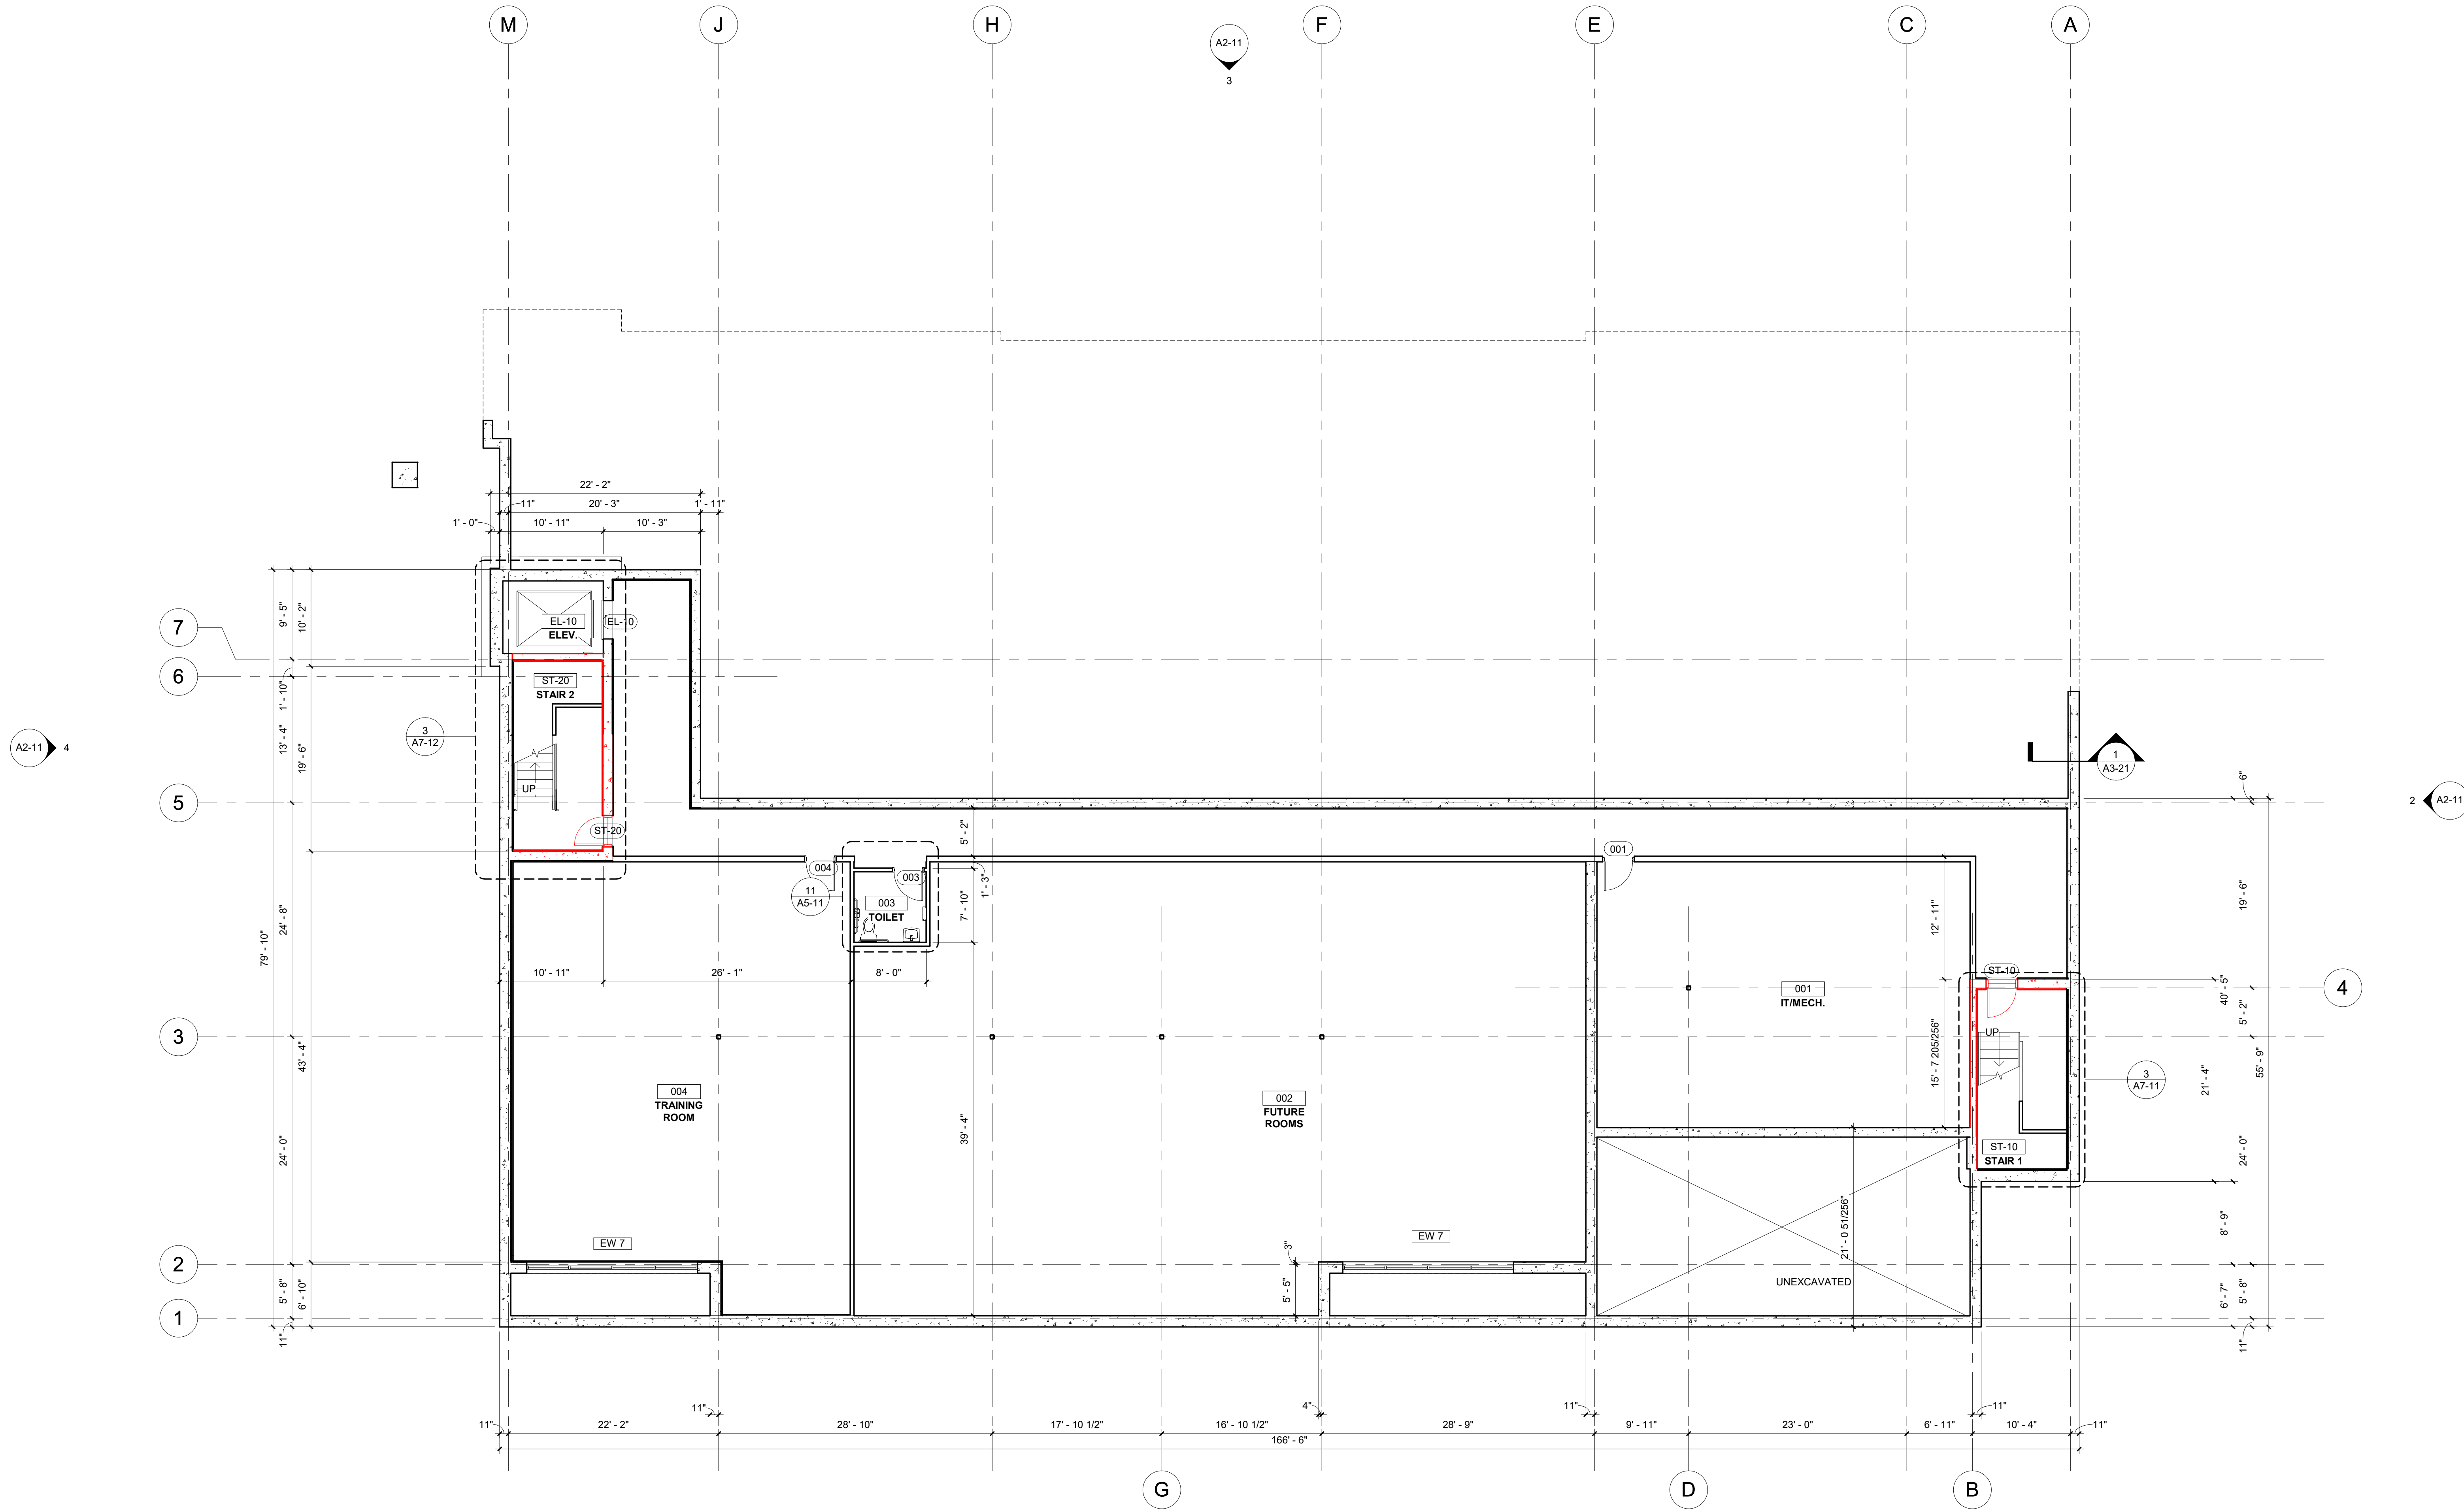 M
J
H
F
E
C
A
A2-11
3
22' - 2"
11"
20' - 3"
1' - 11"
1' - 0"
10' - 11"
10' - 3"
9' - 5"
10' - 2"
7
EL-10
ELEV.
EL-10
6
ST-20
STAIR 2
1' - 10"
3
A7-12
A2-11
4
13' - 4"
19' - 6"
1
A3-21
UP
5
6"
2
A2-11
ST-20
5' - 2"
001
004
11
A5-11
003
003
TOILET
1' - 3"
7' - 10"
24' - 8"
79' - 10"
12' - 11"
19' - 6"
10' - 11"
26' - 1"
8' - 0"
ST-10
001
IT/MECH.
40' - 5"
5' - 2"
4
3
43' - 4"
15' - 7 205/256"
UP
21' - 4"
55' - 9"
3
A7-11
004
TRAINING
ROOM
002
FUTURE
ROOMS
39' - 4"
24' - 0"
ST-10
STAIR 1
24' - 0"
EW 7
EW 7
21' - 0 51/256"
8' - 9"
2
3"
UNEXCAVATED
5' - 8"
6' - 10"
5' - 5"
6' - 7"
5' - 8"
1
11"
11"
11"
4"
11"
11"
11"
22' - 2"
28' - 10"
17' - 10 1/2"
16' - 10 1/2"
28' - 9"
9' - 11"
23' - 0"
6' - 11"
10' - 4"
11"
166' - 6"
G
D
B